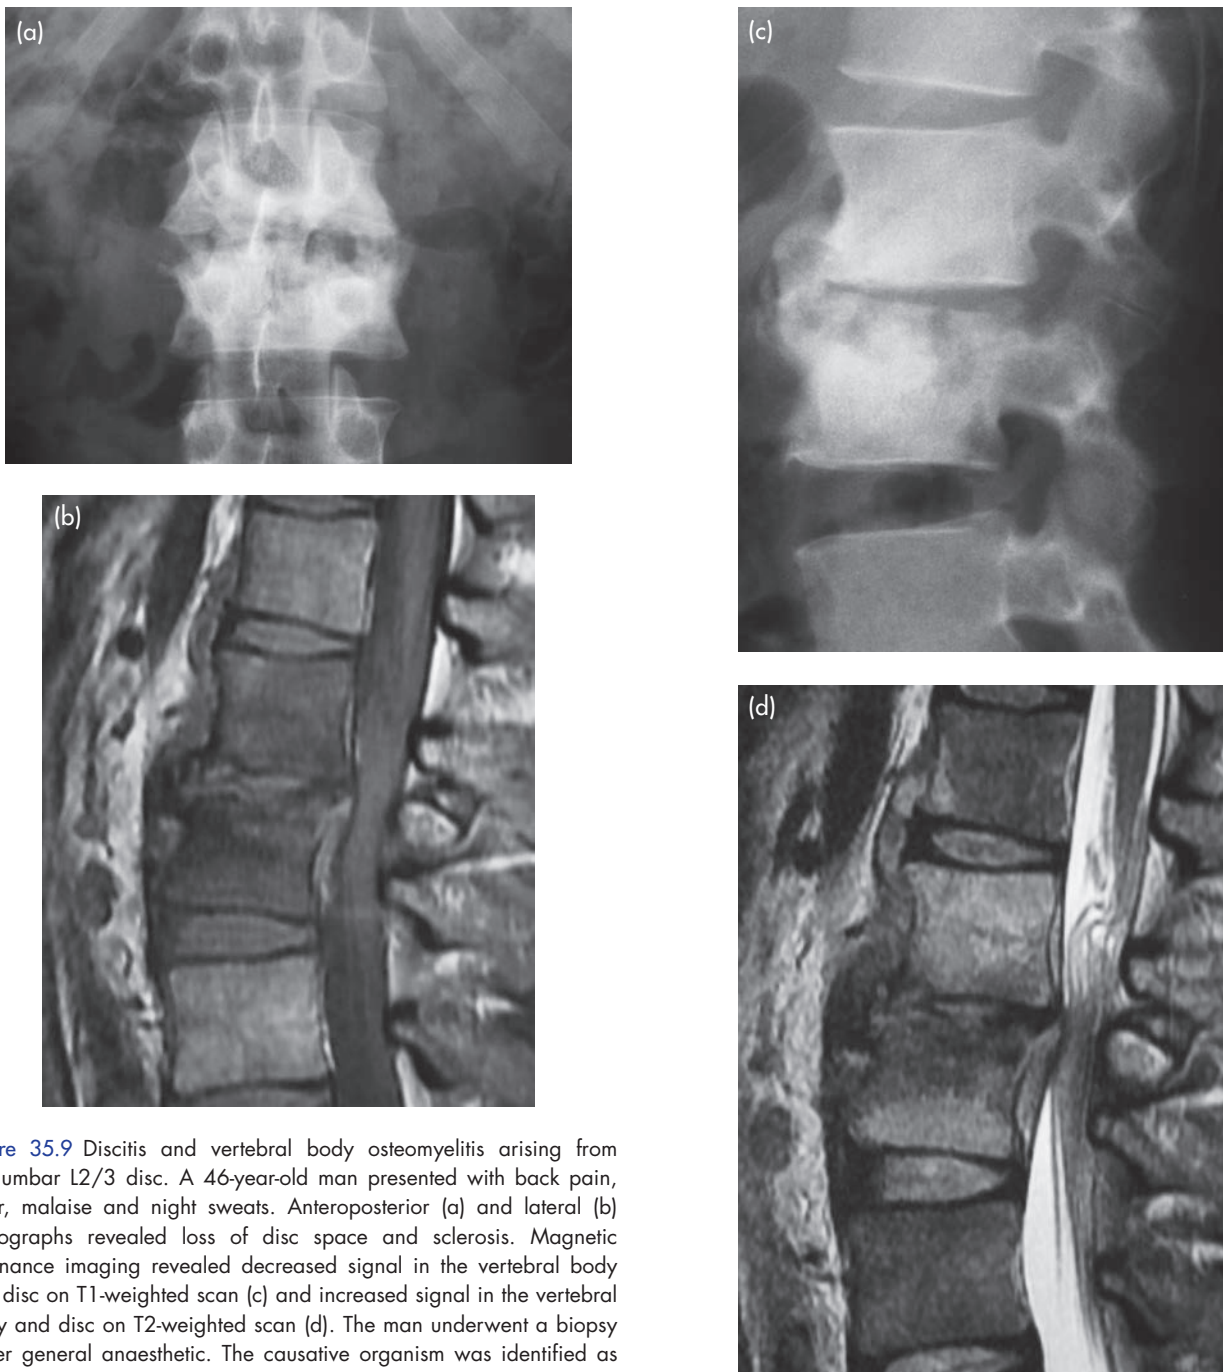 (a)
(c)
(b)
(d)
re 35.9 Discitis and vertebral body osteomyelitis arising from
umbar L2/3 disc. A 46-year-old man presented with back pain,
r, malaise and night sweats. Anteroposterior (a) and lateral (b)
ographs revealed loss of disc space and sclerosis. Magnetic
nance imaging revealed decreased signal in the vertebral body
disc on T1-weighted scan (c) and increased signal in the vertebral
y and disc on T2-weighted scan (d). The man underwent a biopsy
er general anaesthetic. The causative organism was identified as